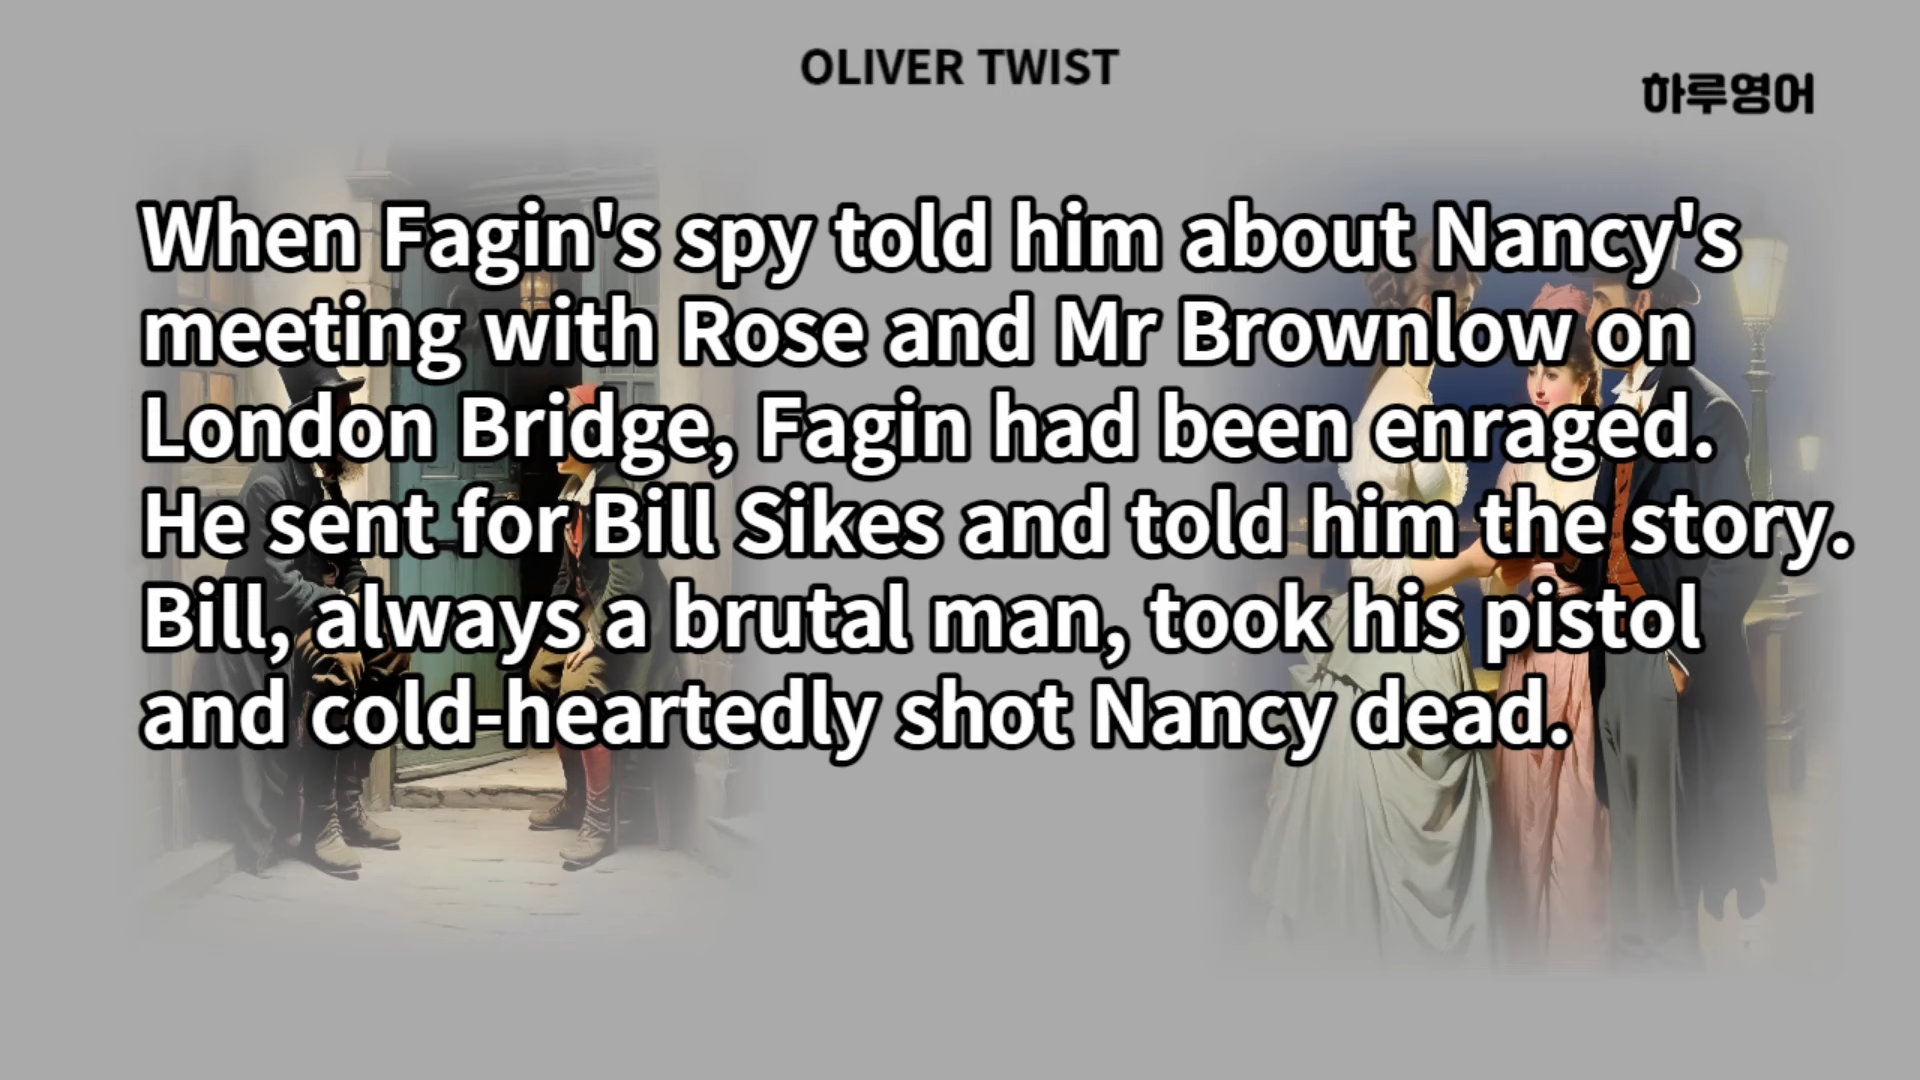 OLIVER TWIST
하루영어
When Fagin's spy told him about Nancy's
meeting with Rose and Mr Brownlow on
London Bridge, Fagin had been enraged.
He sent for Bill Sikes and told him the story.
Bill, always a brutal man, took his pistol
and cold-heartedly shot Nancy dead.